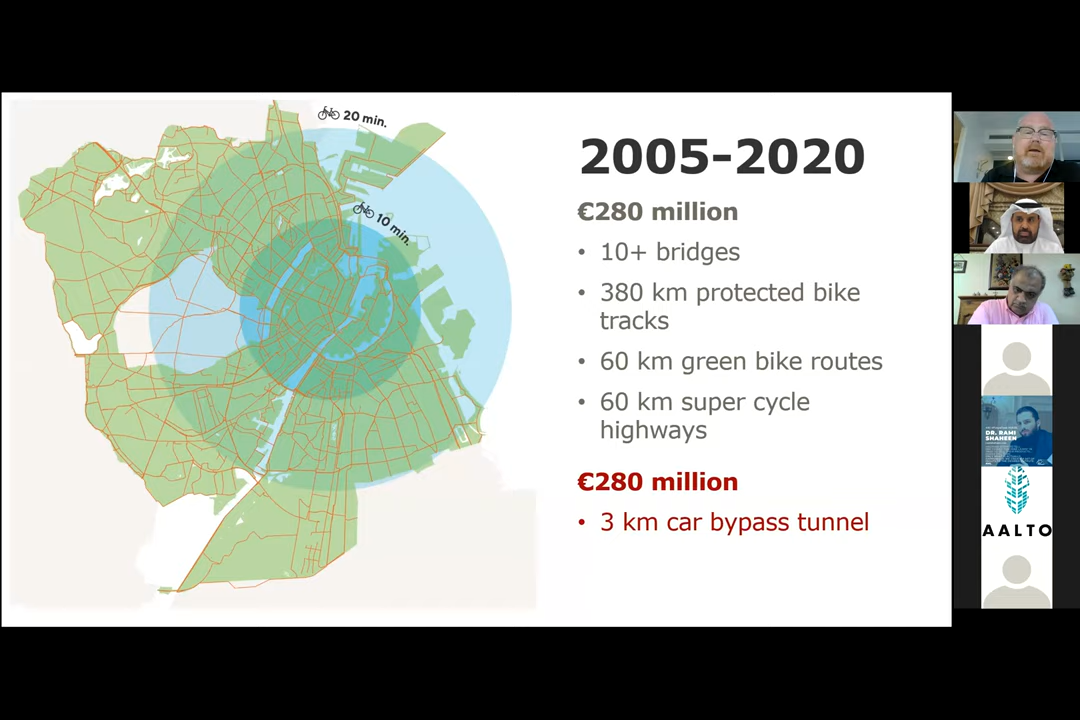 20 min.
10 min.
2005-2020
€280 million
• 10+ bridges
• 380 km protected bike
tracks
• 60 km green bike routes
• 60 km super cycle
highways
€280 million
• 3 km car bypass tunnel
DR. RAMI
SHAHEEN
AALTO